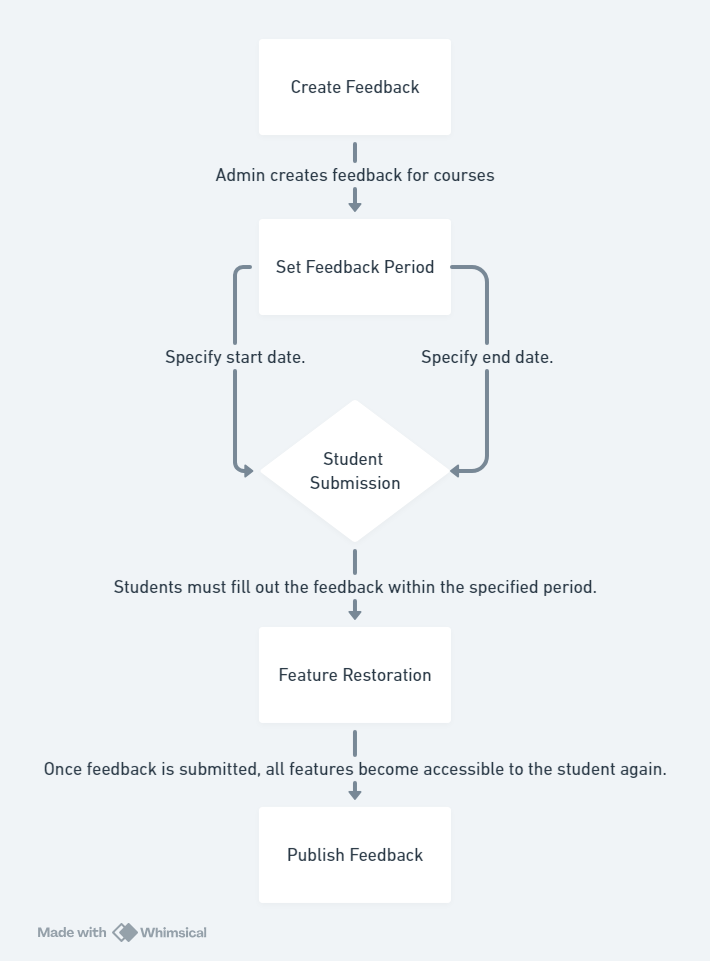 Create Feedback
Admin creates feedback for courses
Set Feedback Period
Specify start date.
Specify end date.
Student
Submission
Students must fill out the feedback within the specified period.
Feature Restoration
Once feedback is submitted, all features become accessible to the student again.
Publish Feedback
Made with Whimsical